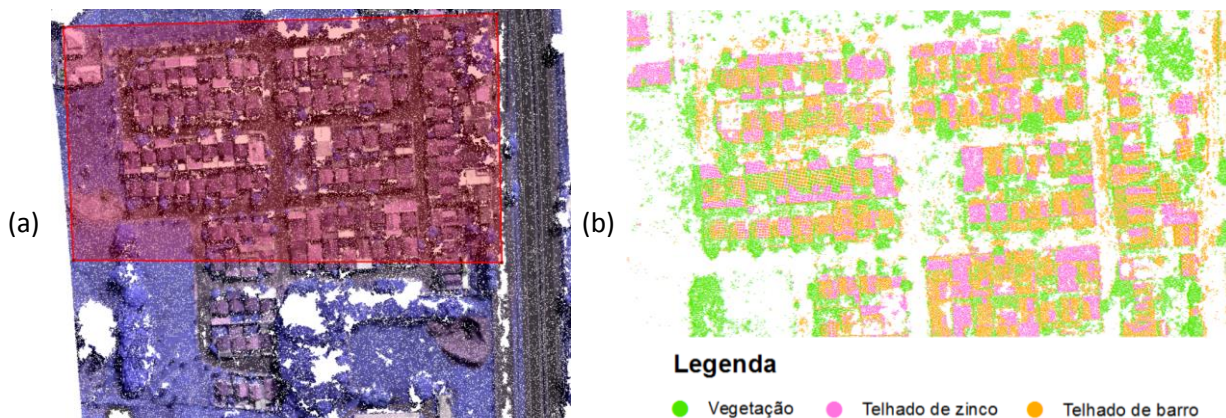 (a)
(b)
Legenda
Vegetação
Telhado de zinco
Telhado de barro